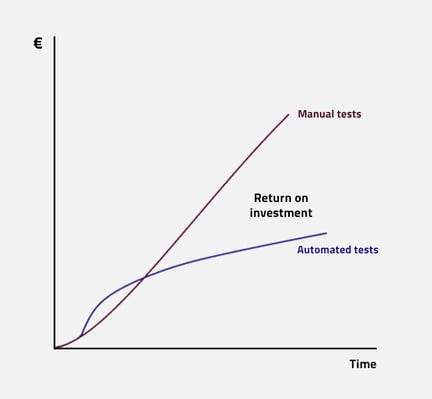 €
Manual tests
Return on
investment
Automated tests
Time